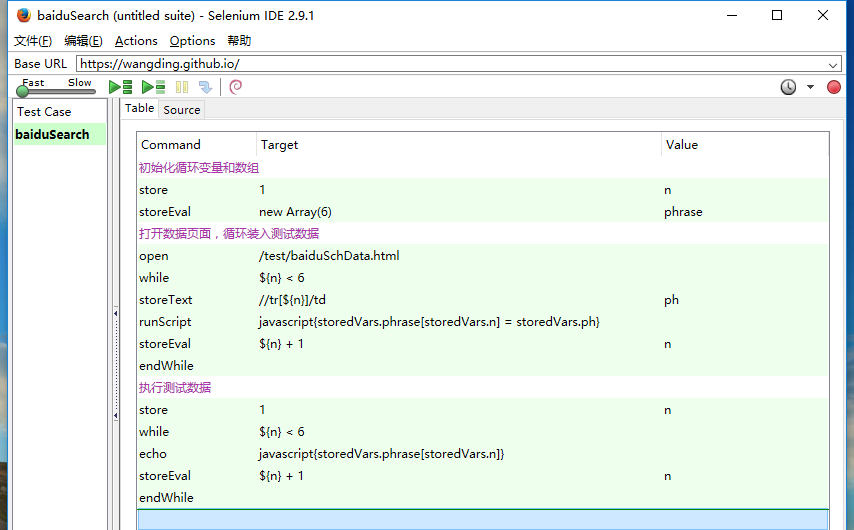 baiduSearch (untitled suite) - Selenium IDE 2.9.1
文件(F) 编辑(E) Actions Options 帮助
Base URL https://wangding.github.io/
Fast Slow
Test Case
baiduSearch
Table Source
Command Target Value
初始化循环变量和数组
store 1 n
storeEval new Array(6) phrase
打开数据页面，循环装入测试数据
open /test/baiduSchData.html
while ${n} < 6
storeText //tr[${n}]/td ph
runScript javascript{storedVars.phrase[storedVars.n] = storedVars.ph}
storeEval ${n} + 1 n
endWhile
执行测试数据
store 1 n
while ${n} < 6
echo javascript{storedVars.phrase[storedVars.n]}
storeEval ${n} + 1 n
endWhile